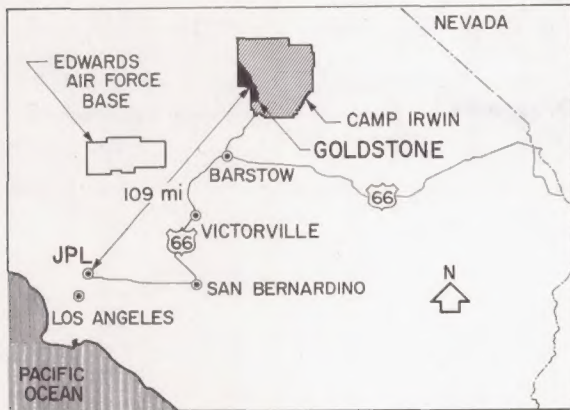 NEVADA
EDWARDS
AIR FORCE
BASE
CAMP IRWIN
GOLDSTONE
BARSTOW
109 mi
66
VICTORVILLE
66
JPL
SAN BERNARDINO
N
LOS ANGELES
PACIFIC
OCEAN